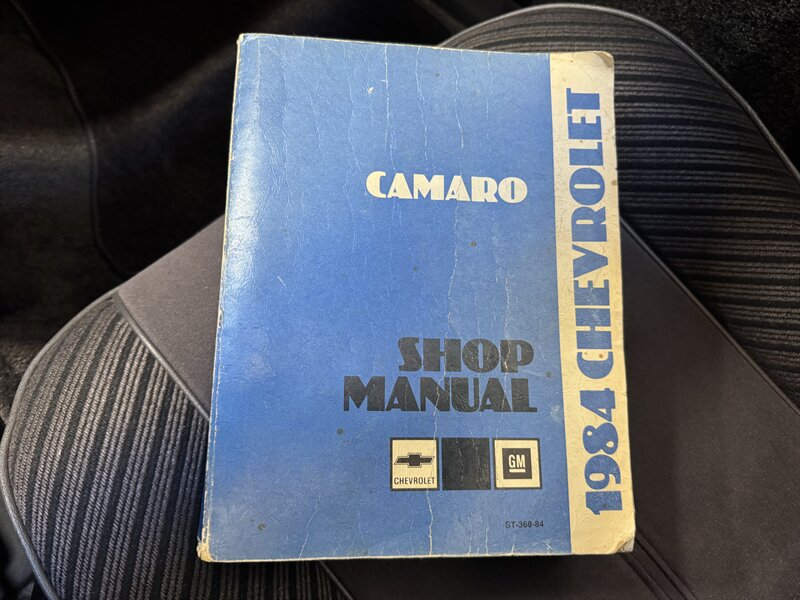 CAMARO
SHOP
MANUAL
CHEVROLET
GM
ST-368-84
1984 CHEVROLET